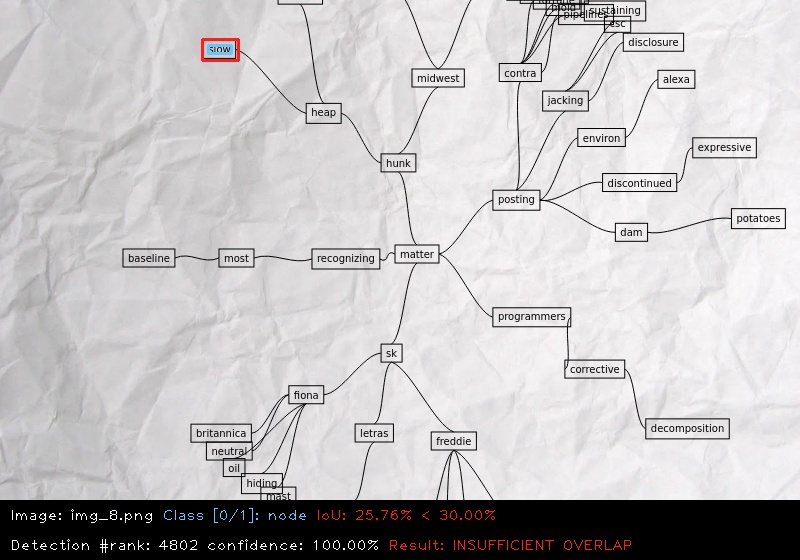 sustaining
pipelines
esc
disclosure
slow
contra
midwest
alexa
jacking
heap
environ
expressive
hunk
discontinued
posting
potatoes
dam
matter
baseline
most
recognizing
programmers
sk
corrective
fiona
britannica
letras
decomposition
freddie
neutral
oil
hiding
mast
Image: img_8.png Class [0/1]: node IoU: 25.76% < 30.00%
Detection #rank: 4802 confidence: 100.00% Result: INSUFFICIENT OVERLAP